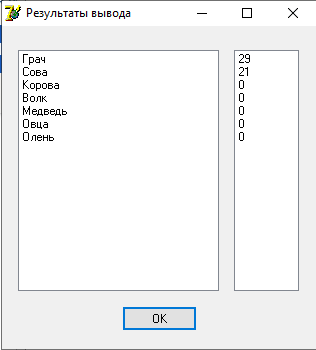 Результаты вывода
Грач 29
Сова 21
Корова 0
Волк 0
Медведь 0
Овца 0
Олень 0
OK